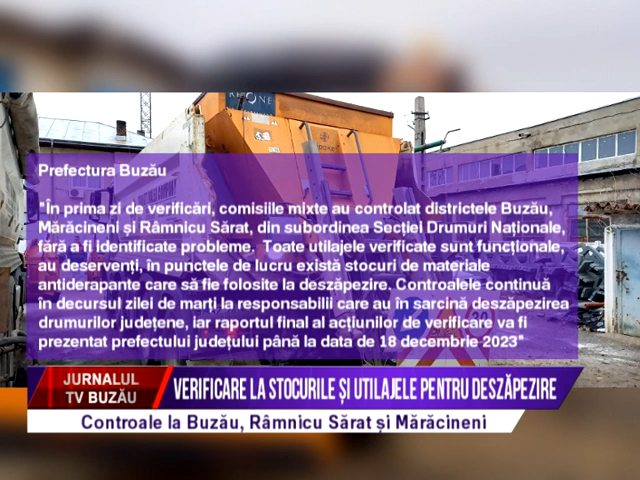 Prefectura Buzău
"În prima zi de verificări, comisiile mixte au controlat districtele Buzău,
Mărăcineni și Râmnicu Sărat, din subordinea Secției Drumuri Naționale,
fără a fi identificate probleme. Toate utilajele verificate sunt funcționale,
au deservenți, în punctele de lucru există stocuri de materiale
antiderapante care să fie folosite la deszăpezire. Controalele continuă
în decursul zilei de marți la responsabilii care au în sarcină deszăpezirea
drumurilor județene, iar raportul final al acțiunilor de verificare va fi
prezentat prefectului județului până la data de 18 decembrie 2023"
JURNALUL
TV BUZĂU
VERIFICARE LA STOCURILE ȘI UTILAJELE PENTRU DESZĂPEZIRE
Controale la Buzău, Râmnicu Sărat și Mărăcineni